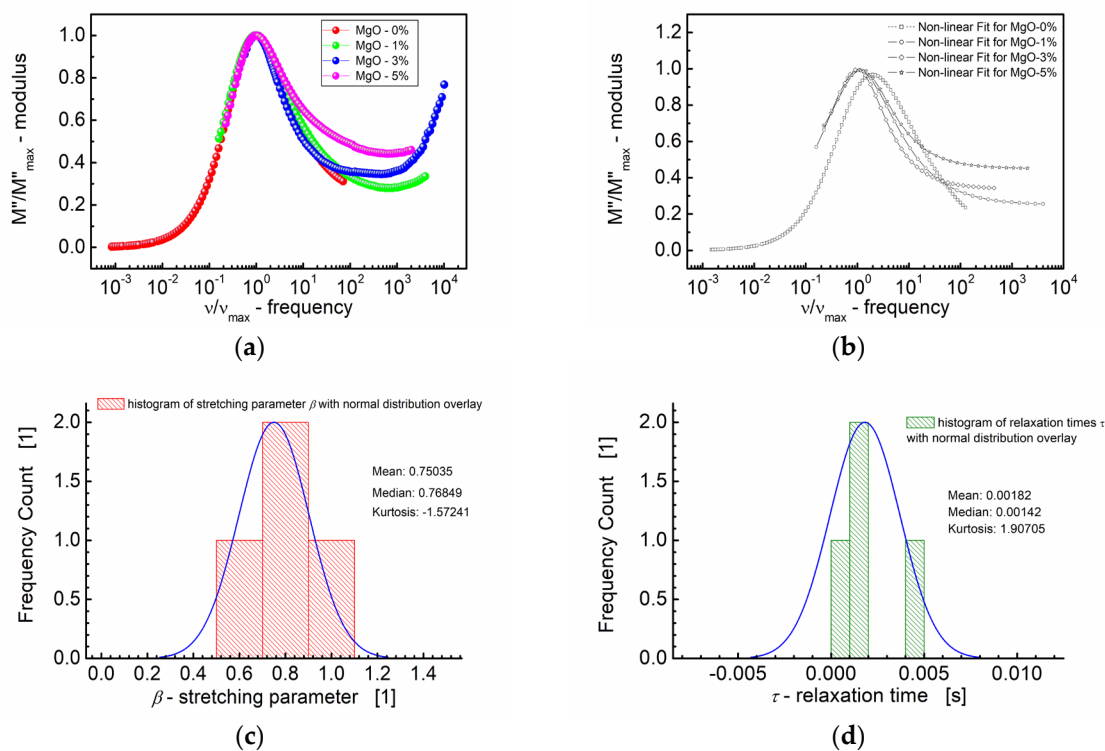 MgO - 0%
MgO - 1%
MgO - 3%
MgO - 5%
1.0
0.8
0.6
0.4
0.2
0.0
M"/M"max - modulus
10⁻³ 10⁻² 10⁻¹ 10⁰ 10¹ 10² 10³ 10⁴
ν/νmax - frequency
(a)
Non-linear Fit for MgO-0%
Non-linear Fit for MgO-1%
Non-linear Fit for MgO-3%
Non-linear Fit for MgO-5%
1.2
1.0
0.8
0.6
0.4
0.2
0.0
M"/M"max - modulus
10⁻³ 10⁻² 10⁻¹ 10⁰ 10¹ 10² 10³ 10⁴
ν/νmax - frequency
(b)
histogram of stretching parameter β with normal distribution overlay
2.0
1.5
1.0
0.5
0.0
Frequency Count [1]
Mean: 0.75035
Median: 0.76849
Kurtosis: -1.57241
0.0 0.2 0.4 0.6 0.8 1.0 1.2 1.4
β - stretching parameter [1]
(c)
histogram of relaxation times τ
with normal distribution overlay
2.0
1.5
1.0
0.5
0.0
Frequency Count [1]
Mean: 0.00182
Median: 0.00142
Kurtosis: 1.90705
-0.005 0.000 0.005 0.010
τ - relaxation time [s]
(d)